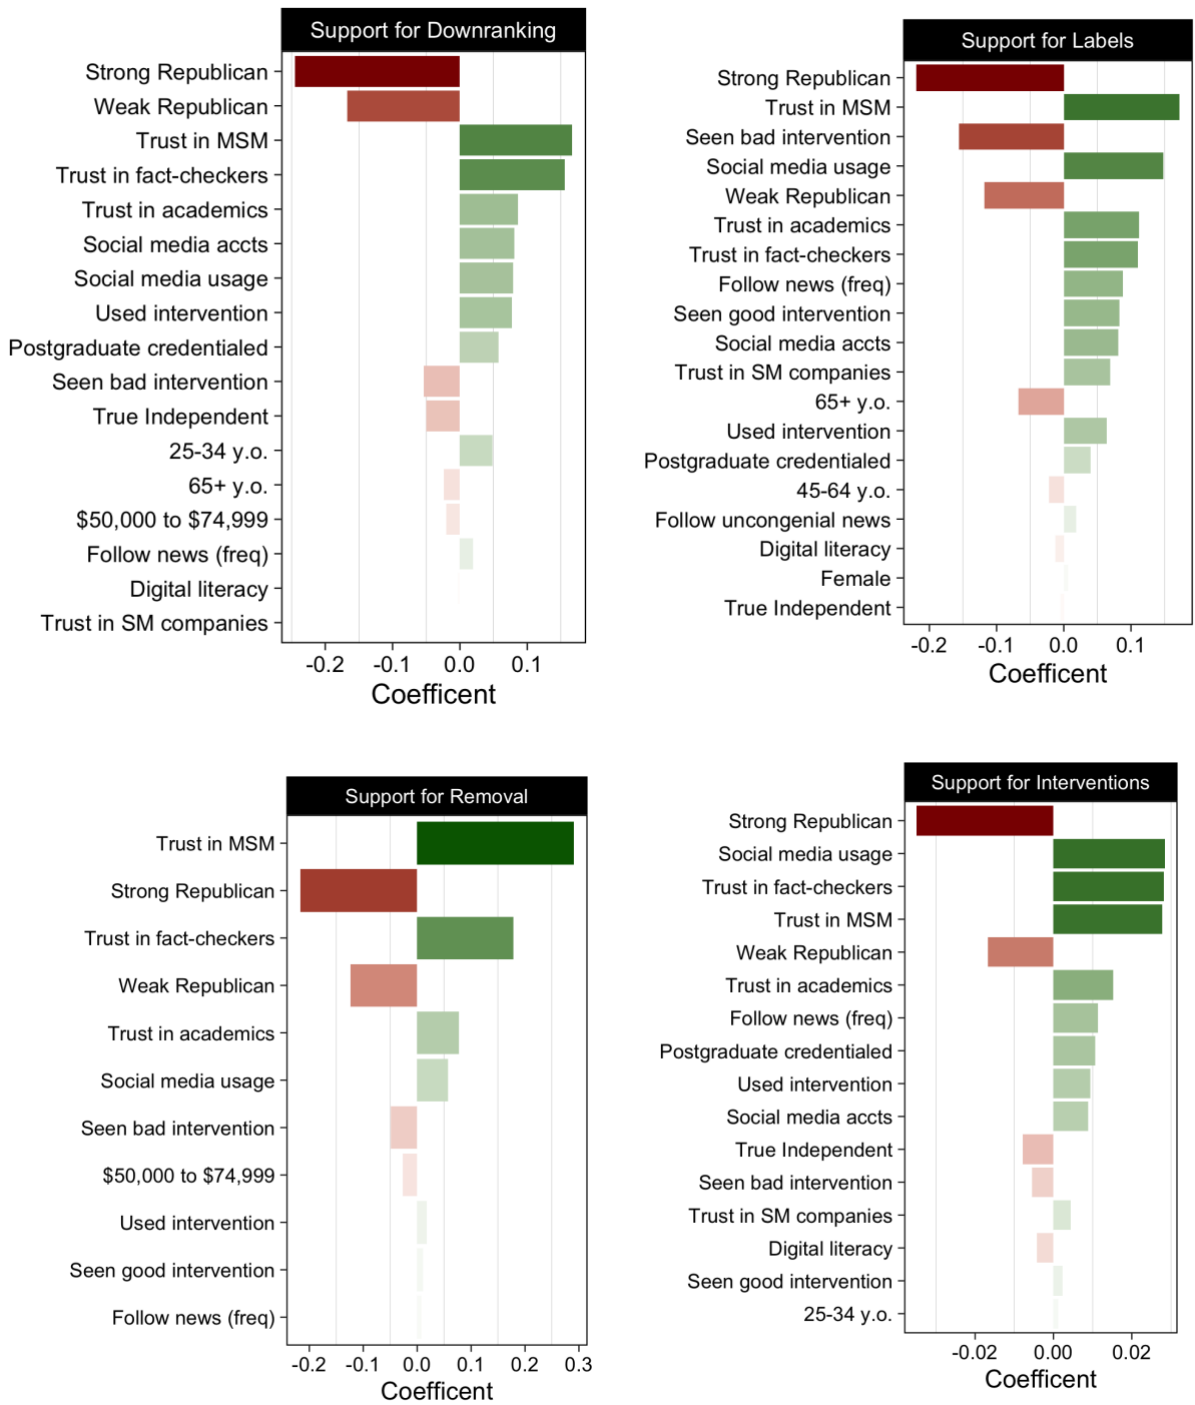 Support for Downranking
Strong Republican
Weak Republican
Trust in MSM
Trust in fact-checkers
Trust in academics
Social media accts
Social media usage
Used intervention
Postgraduate credentialed
Seen bad intervention
True Independent
25-34 y.o.
65+ y.o.
$50,000 to $74,999
Follow news (freq)
Digital literacy
Trust in SM companies
-0.2 -0.1 0.0 0.1
Coefficent
Support for Labels
Strong Republican
Trust in MSM
Seen bad intervention
Social media usage
Weak Republican
Trust in academics
Trust in fact-checkers
Follow news (freq)
Seen good intervention
Social media accts
Trust in SM companies
65+ y.o.
Used intervention
Postgraduate credentialed
45-64 y.o.
Follow uncongenial news
Digital literacy
Female
True Independent
-0.2 -0.1 0.0 0.1
Coefficent
Support for Removal
Trust in MSM
Strong Republican
Trust in fact-checkers
Weak Republican
Trust in academics
Social media usage
Seen bad intervention
$50,000 to $74,999
Used intervention
Seen good intervention
Follow news (freq)
-0.2 -0.1 0.0 0.1 0.2 0.3
Coefficent
Support for Interventions
Strong Republican
Social media usage
Trust in fact-checkers
Trust in MSM
Weak Republican
Trust in academics
Follow news (freq)
Postgraduate credentialed
Used intervention
Social media accts
True Independent
Seen bad intervention
Trust in SM companies
Digital literacy
Seen good intervention
25-34 y.o.
-0.02 0.00 0.02
Coefficent